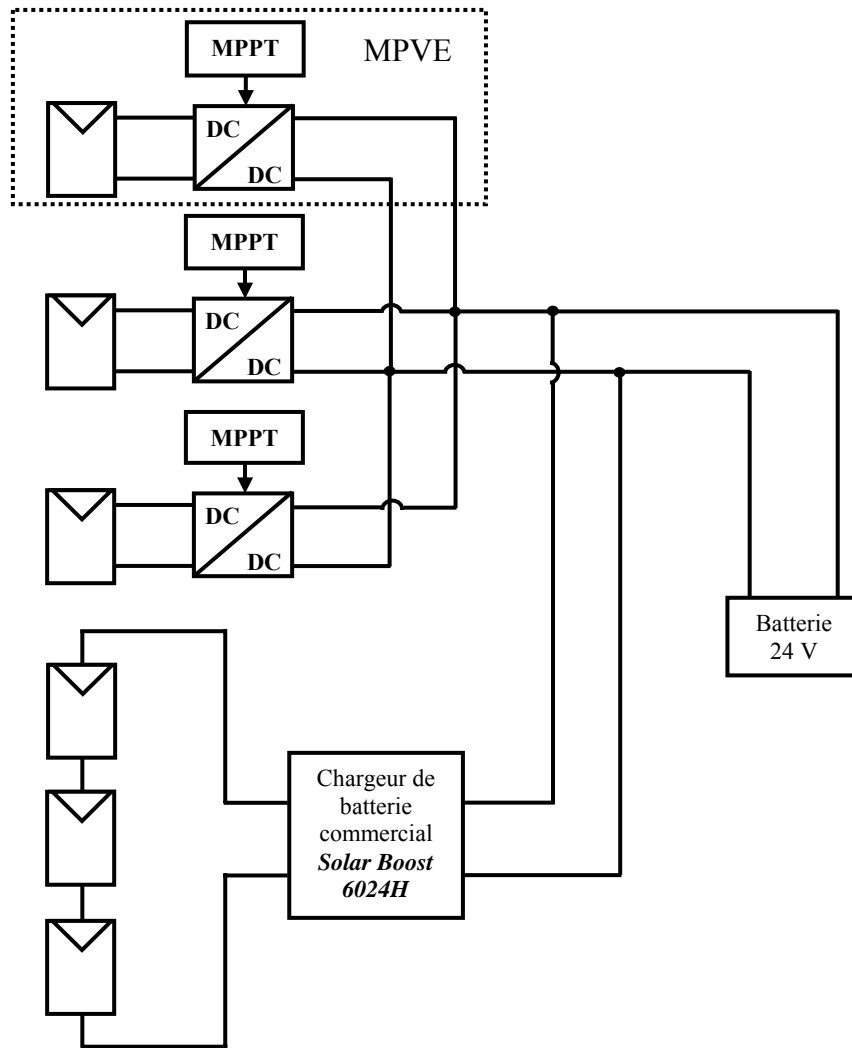 MPPT
MPVE
DC
DC
MPPT
DC
DC
MPPT
DC
DC
Batterie
24 V
Chargeur de
batterie
commercial
Solar Boost
6024H